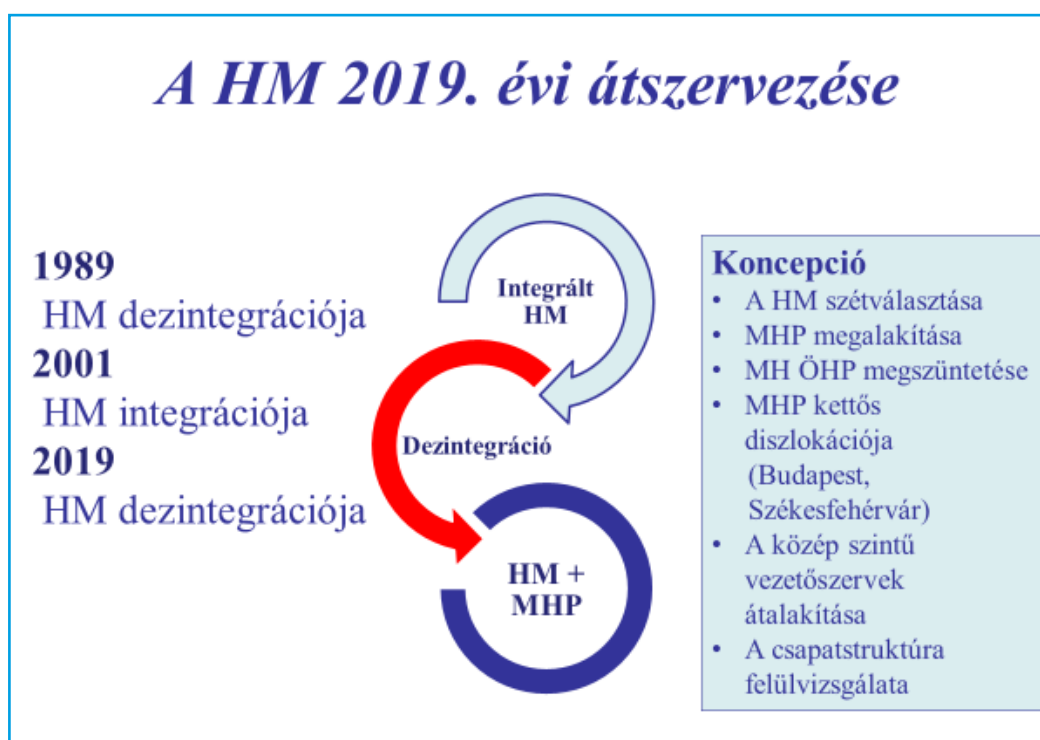 A HM 2019. évi átszervezése
1989
HM dezintegrációja
2001
HM integrációja
2019
HM dezintegrációja
Integrált
HM
Dezintegráció
HM +
MHP
Koncepció
• A HM szétválasztása
• MHP megalakítása
• MH ÖHP megszüntetése
• MHP kettős
diszlokációja
(Budapest,
Székesfehérvár)
• A közép szintű
vezetőszervek
átalakítása
• A csapatstruktúra
felülvizsgálata